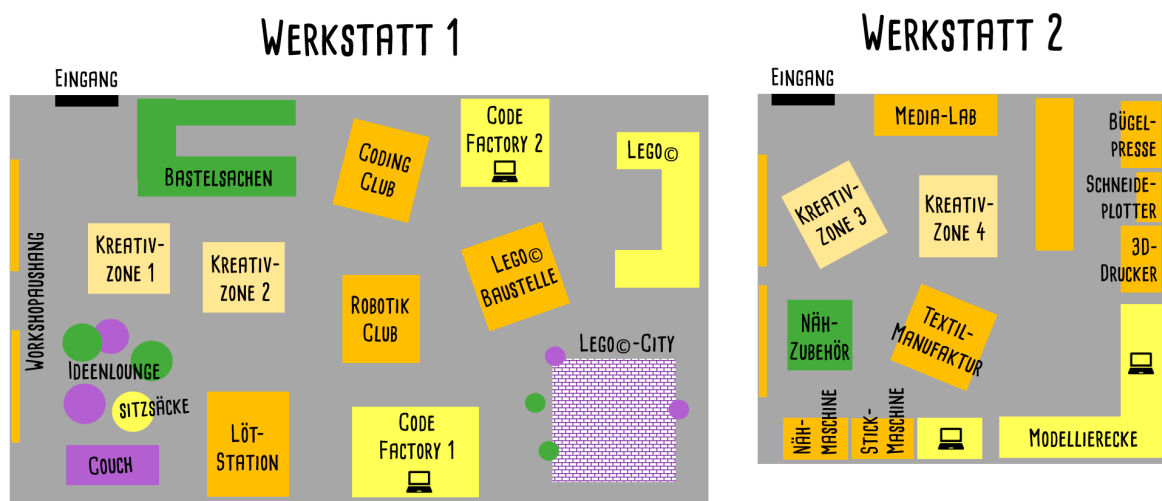 WERKSTATT 1
EINGANG
BASTELSACHEN
CODING
CLUB
CODE
FACTORY 2
LEGO©
WORKSHOPAUSHANG
KREATIV-
ZONE 1
KREATIV-
ZONE 2
ROBOTIK
CLUB
LEGO©
BAUSTELLE
IDEENLOUNGE
SITZSÄCKE
COUCH
LÖT-
STATION
CODE
FACTORY 1
LEGO©-CITY
WERKSTATT 2
EINGANG
MEDIA-LAB
BÜGEL-
PRESSE
SCHNEIDE-
PLOTTER
3D-
DRUCKER
KREATIV-
ZONE 3
KREATIV-
ZONE 4
NÄH-
ZUBEHÖR
TEXTIL-
MANUFAKTUR
NÄH-
MASCHINE
STICK-
MASCHINE
MODELLIERECKE